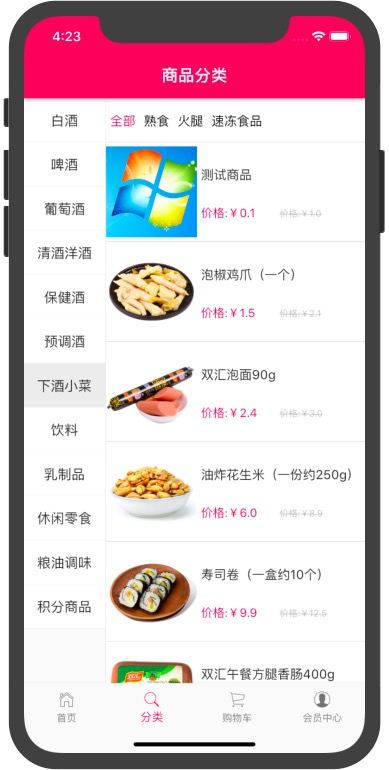 4:23
商品分类
白酒
啤酒
葡萄酒
清酒洋酒
保健酒
预调酒
下酒小菜
饮料
乳制品
休闲零食
粮油调味
积分商品
全部 熟食 火腿 速冻食品
测试商品
价格:￥0.1 价格:￥1.0
泡椒鸡爪（一个）
价格:￥1.5 价格:￥2.1
双汇泡面90g
价格:￥2.4 价格:￥3.0
油炸花生米（一份约250g）
价格:￥6.0 价格:￥8.9
寿司卷（一盒约10个）
价格:￥9.9 价格:￥12.5
双汇午餐方腿香肠400g
首页 分类 购物车 会员中心